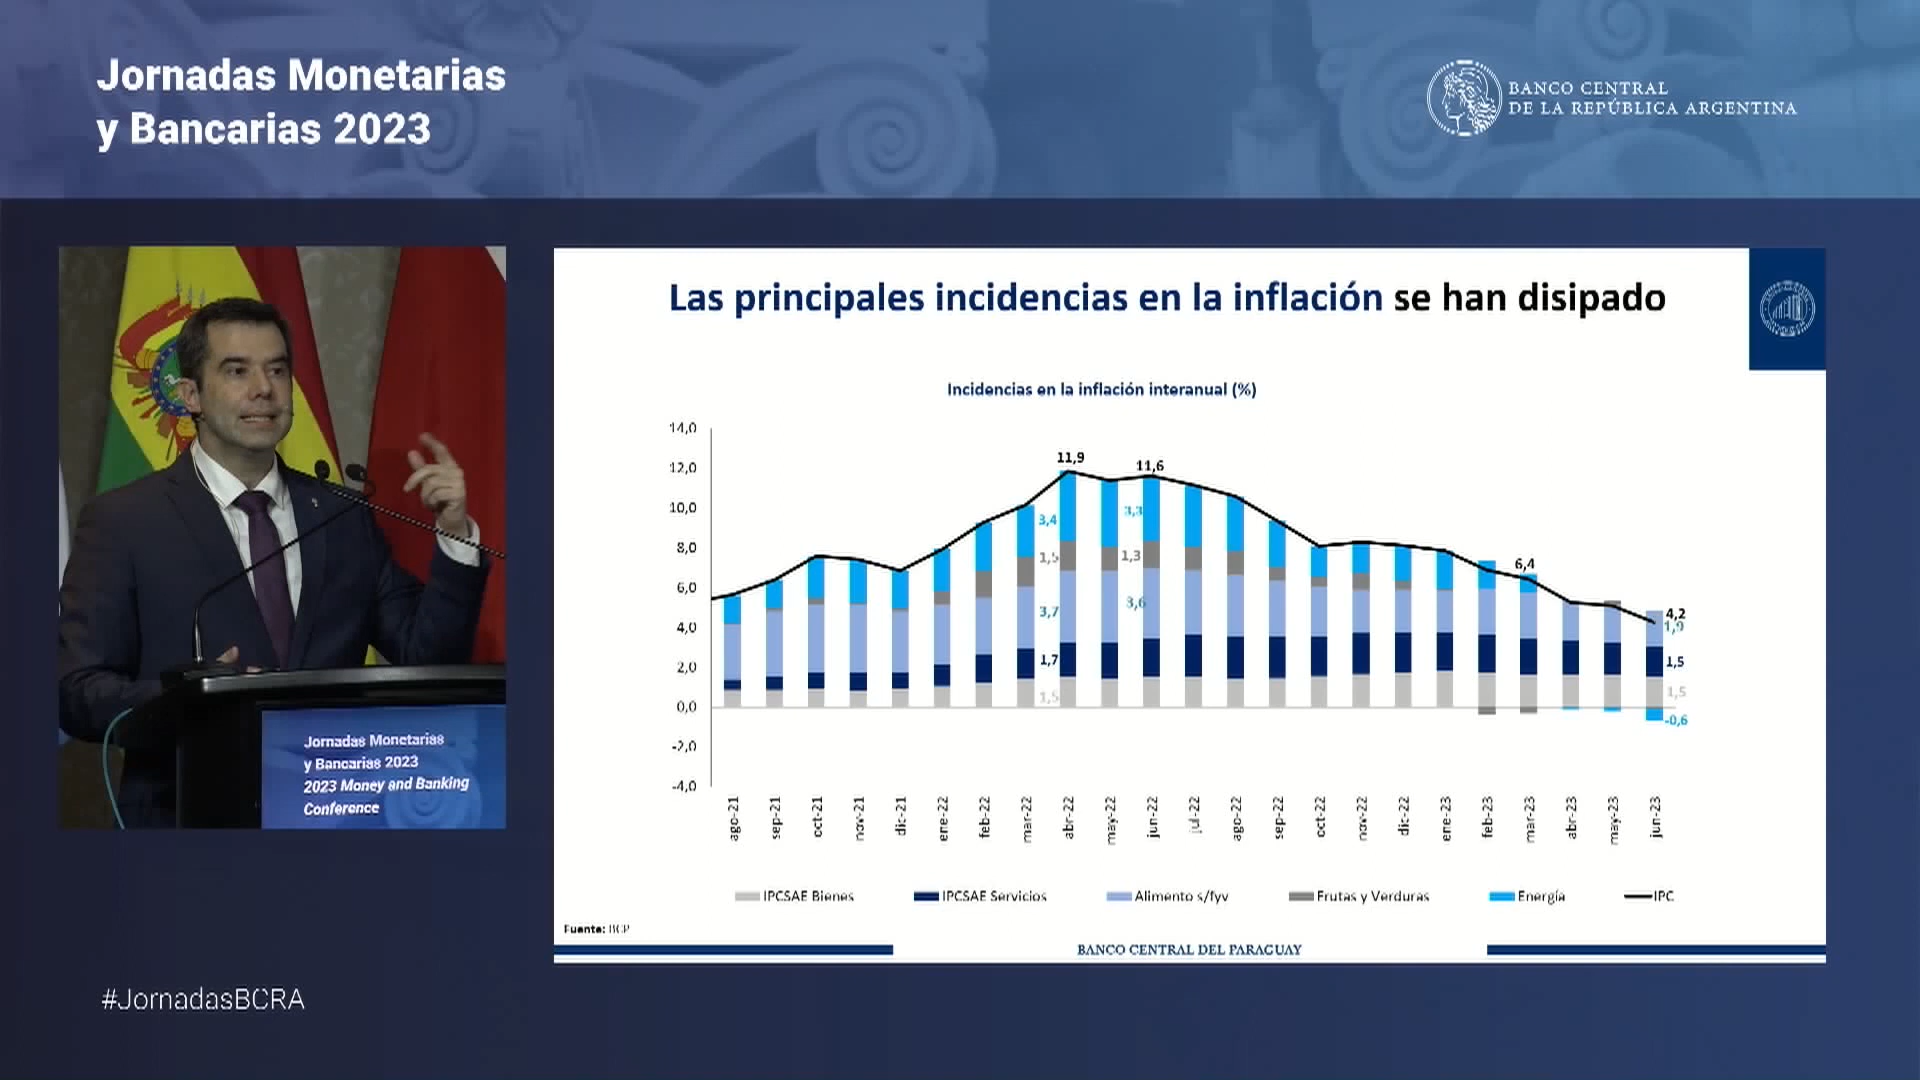 Jornadas Monetarias
y Bancarias 2023
BANCO CENTRAL
DE LA REPÚBLICA ARGENTINA
Jornadas Monetarias
y Bancarias 2023
2023 Money and Banking
Conference
Las principales incidencias en la inflación se han disipado
Incidencias en la inflación interanual (%)
14,0
12,0
10,0
8,0
6,0
4,0
2,0
0,0
-2,0
-4,0
11,9
11,6
6,4
4,2
3,4
1,5
3,7
1,7
1,5
3,3
1,3
3,6
1,9
1,5
1,5
-0,6
ago-21
sep-21
oct-21
nov-21
dic-21
ene-22
feb-22
mar-22
abr-22
may-22
jun-22
jul-22
ago-22
sep-22
oct-22
nov-22
dic-22
ene-23
feb-23
mar-23
abr-23
may-23
jun-23
IPCSAE Bienes IPCSAE Servicios Alimento s/fyv Frutas y Verduras Energía IPC
Fuente: BCP
BANCO CENTRAL DEL PARAGUAY
#JornadasBCRA